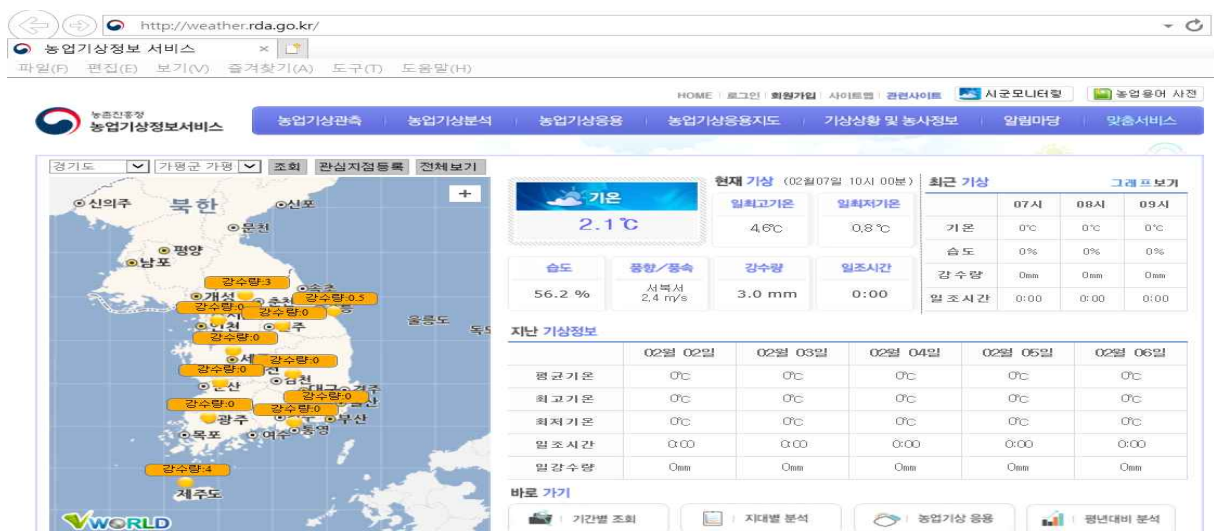 http://weather.rda.go.kr/
농업기상정보 서비스
파일(F) 편집(E) 보기(V) 즐겨찾기(A) 도구(T) 도움말(H)
HOME 로그인 회원가입 사이트맵 관련사이트 시군모니터링 농업용어 사전
농촌진흥청
농업기상정보서비스
농업기상관측 농업기상분석 농업기상응용 농업기상응용지도 기상상황 및 농사정보 알림마당 맞춤서비스
경기도 가평군 가평 조회 관심지점등록 전체보기
신의주 북한 신포
운천
평양
남포
강수량:3
개성 춘천 속초
강수량:0.5
강수량:0
강수량:0
인천
울릉도
강수량:0
강수량:0
강수량:0
김천
대구 경주
강수량:0
강수량:0
강수량:0
광주 부산
목포 여수 통영
강수량:4
제주도
VWORLD
기온
2.1℃
현재 기상 (02월07일 10시 00분)
일최고기온 일최저기온
4.6℃ 0.8℃
습도 풍향/풍속 강수량 일조시간
56.2 % 서북서 2.4 m/s 3.0 mm 0:00
최근 기상 그래프보기
07시 08시 09시
기온 0℃ 0℃ 0℃
습도 0% 0% 0%
강수량 0mm 0mm 0mm
일조시간 0:00 0:00 0:00
지난 기상정보
02월 02일 02월 03일 02월 04일 02월 05일 02월 06일
평균기온 0℃ 0℃ 0℃ 0℃ 0℃
최고기온 0℃ 0℃ 0℃ 0℃ 0℃
최저기온 0℃ 0℃ 0℃ 0℃ 0℃
일조시간 0:00 0:00 0:00 0:00 0:00
일강수량 0mm 0mm 0mm 0mm 0mm
바로 가기
기간별 조회 지대별 분석 농업기상 응용 평년대비 분석